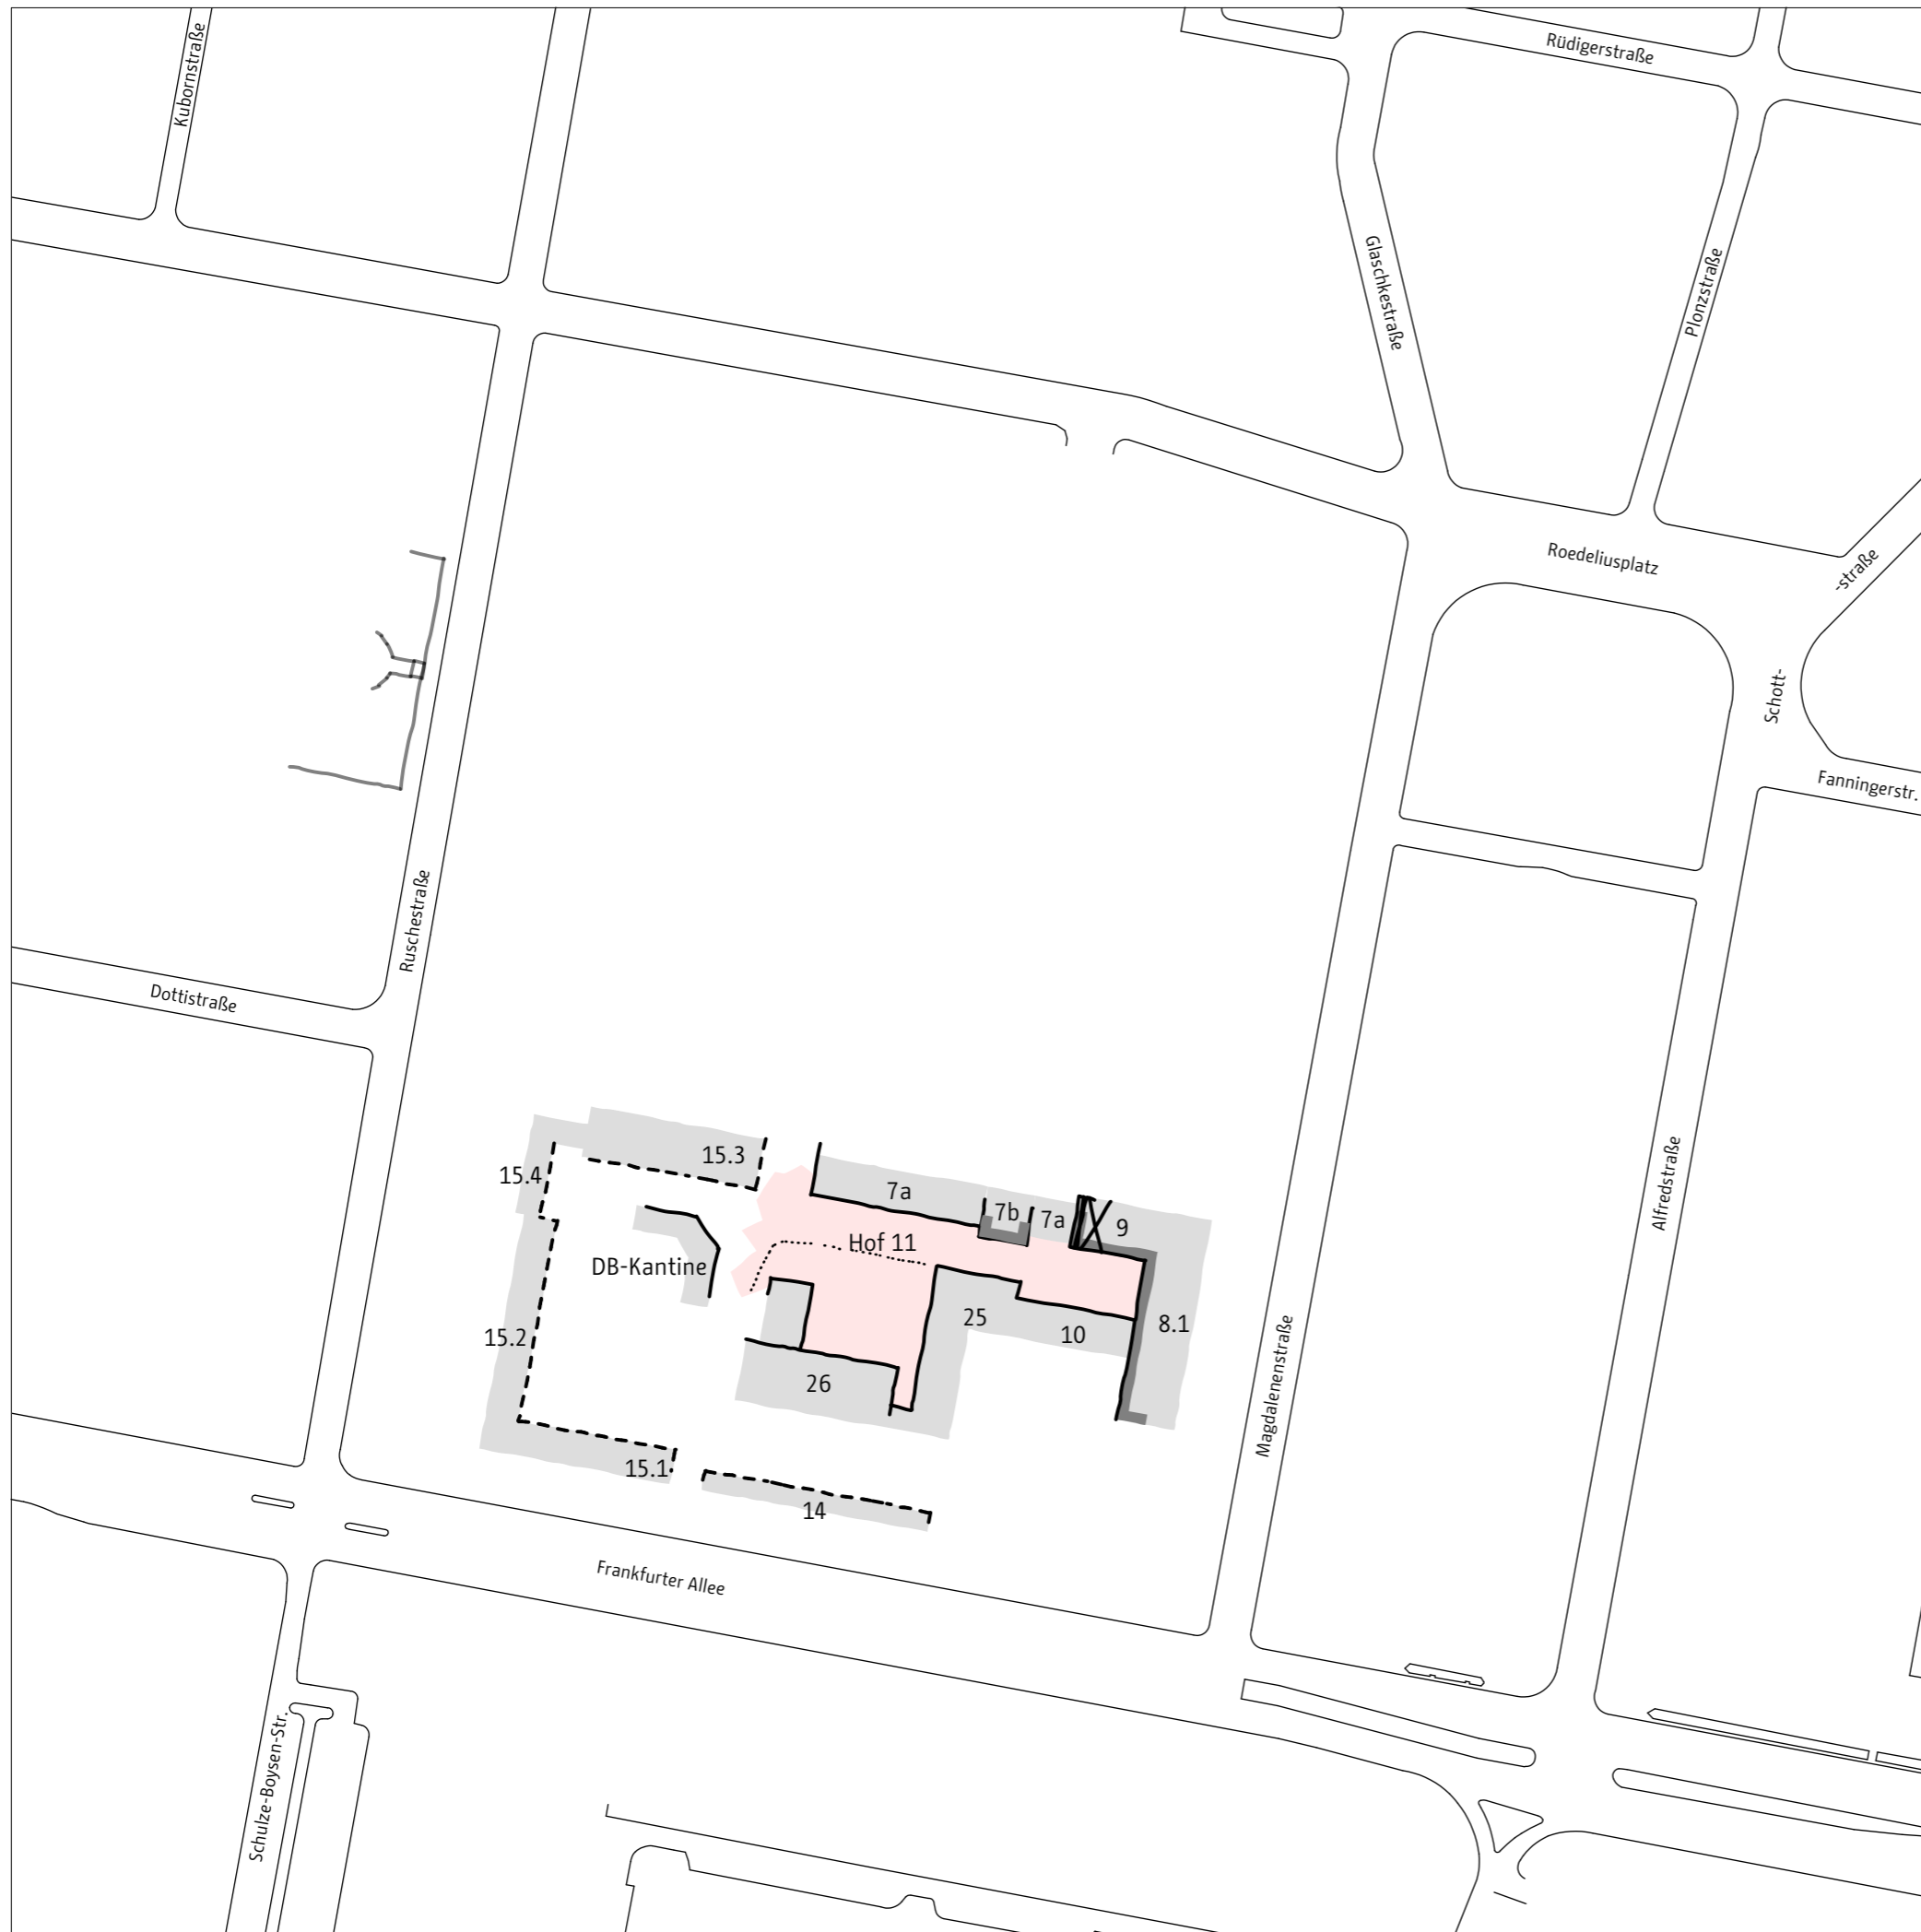 Kubornstraße
Rüdigerstraße
Glaschkestraße
Plonzstraße
Roedeliusplatz
-straße
Schott-
Fanningerstr.
Ruschestraße
Dottistraße
15.3
15.4
7a
7b
7a
9
Hof 11
DB-Kantine
Alfredstraße
25
10
8.1
15.2
26
Magdalenenstraße
15.1
14
Frankfurter Allee
Schulze-Boysen-Str.